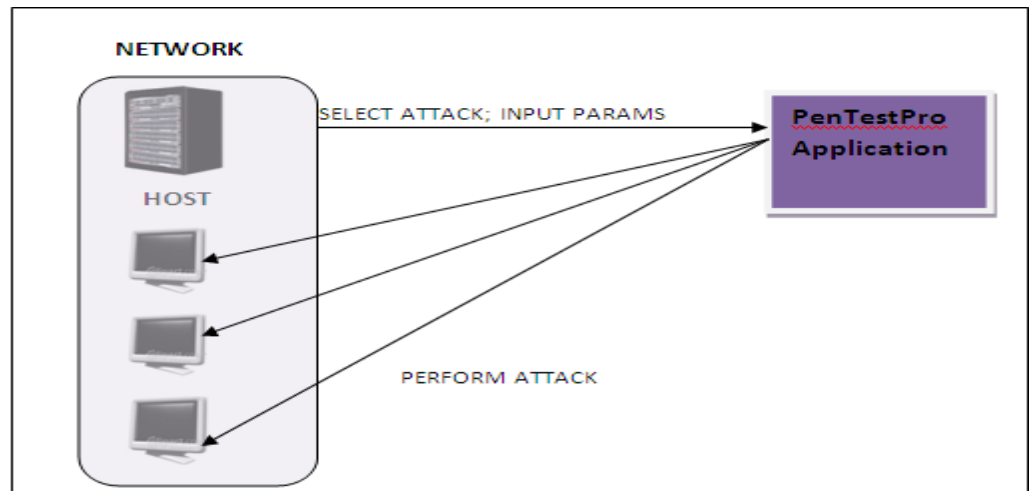 NETWORK
SELECT ATTACK; INPUT PARAMS
PenTestPro
Application
HOST
PERFORM ATTACK